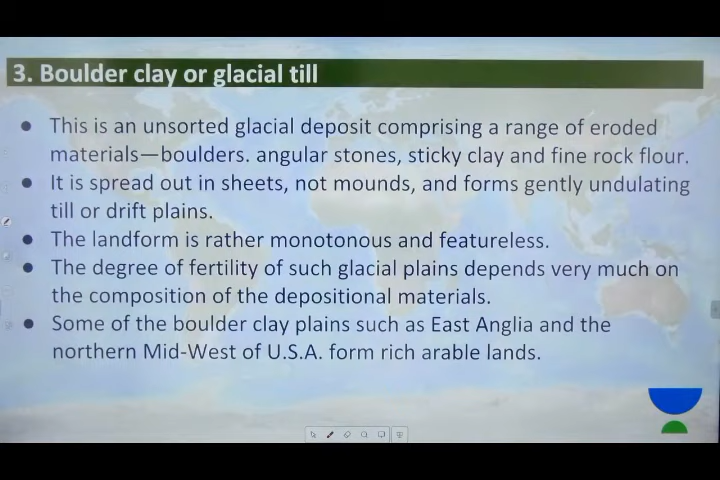 3. Boulder clay or glacial till
● This is an unsorted glacial deposit comprising a range of eroded
materials—boulders. angular stones, sticky clay and fine rock flour.
● It is spread out in sheets, not mounds, and forms gently undulating
till or drift plains.
● The landform is rather monotonous and featureless.
● The degree of fertility of such glacial plains depends very much on
the composition of the depositional materials.
● Some of the boulder clay plains such as East Anglia and the
northern Mid-West of U.S.A. form rich arable lands.